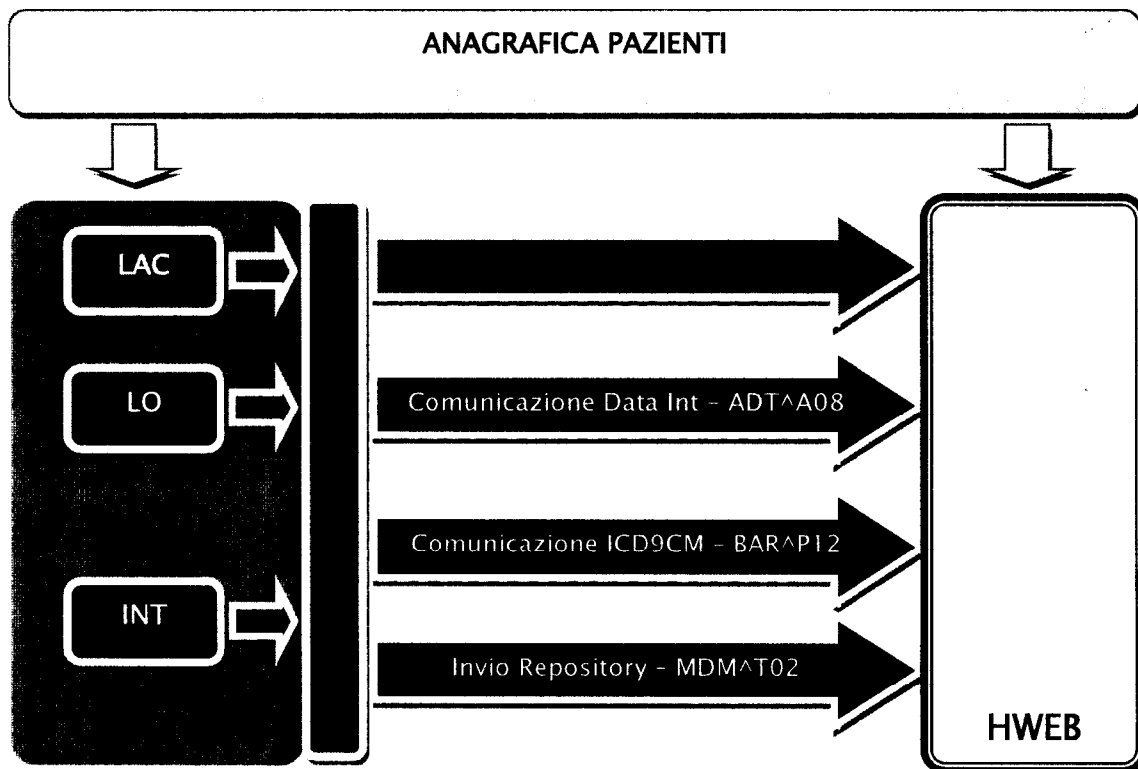 ANAGRAFICA PAZIENTI
LAC
LO
Comunicazione Data Int – ADT^A08
Comunicazione ICD9CM – BAR^P12
INT
Invio Repository – MDM^T02
HWEB